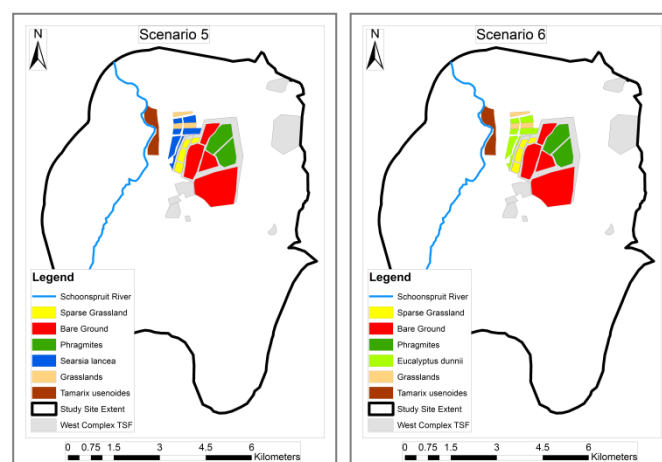 Scenario 5
N
Legend
Schoonspruit River
Sparse Grassland
Bare Ground
Phragmites
Searsia lancea
Grasslands
Tamarix usenoides
Study Site Extent
West Complex TSF
0 0.75 1.5 3 4.5 6
Kilometers
Scenario 6
N
Legend
Schoonspruit River
Sparse Grassland
Bare Ground
Phragmites
Eucalyptus dunnii
Grasslands
Tamarix usenoides
Study Site Extent
West Complex TSF
0 0.75 1.5 3 4.5 6
Kilometers